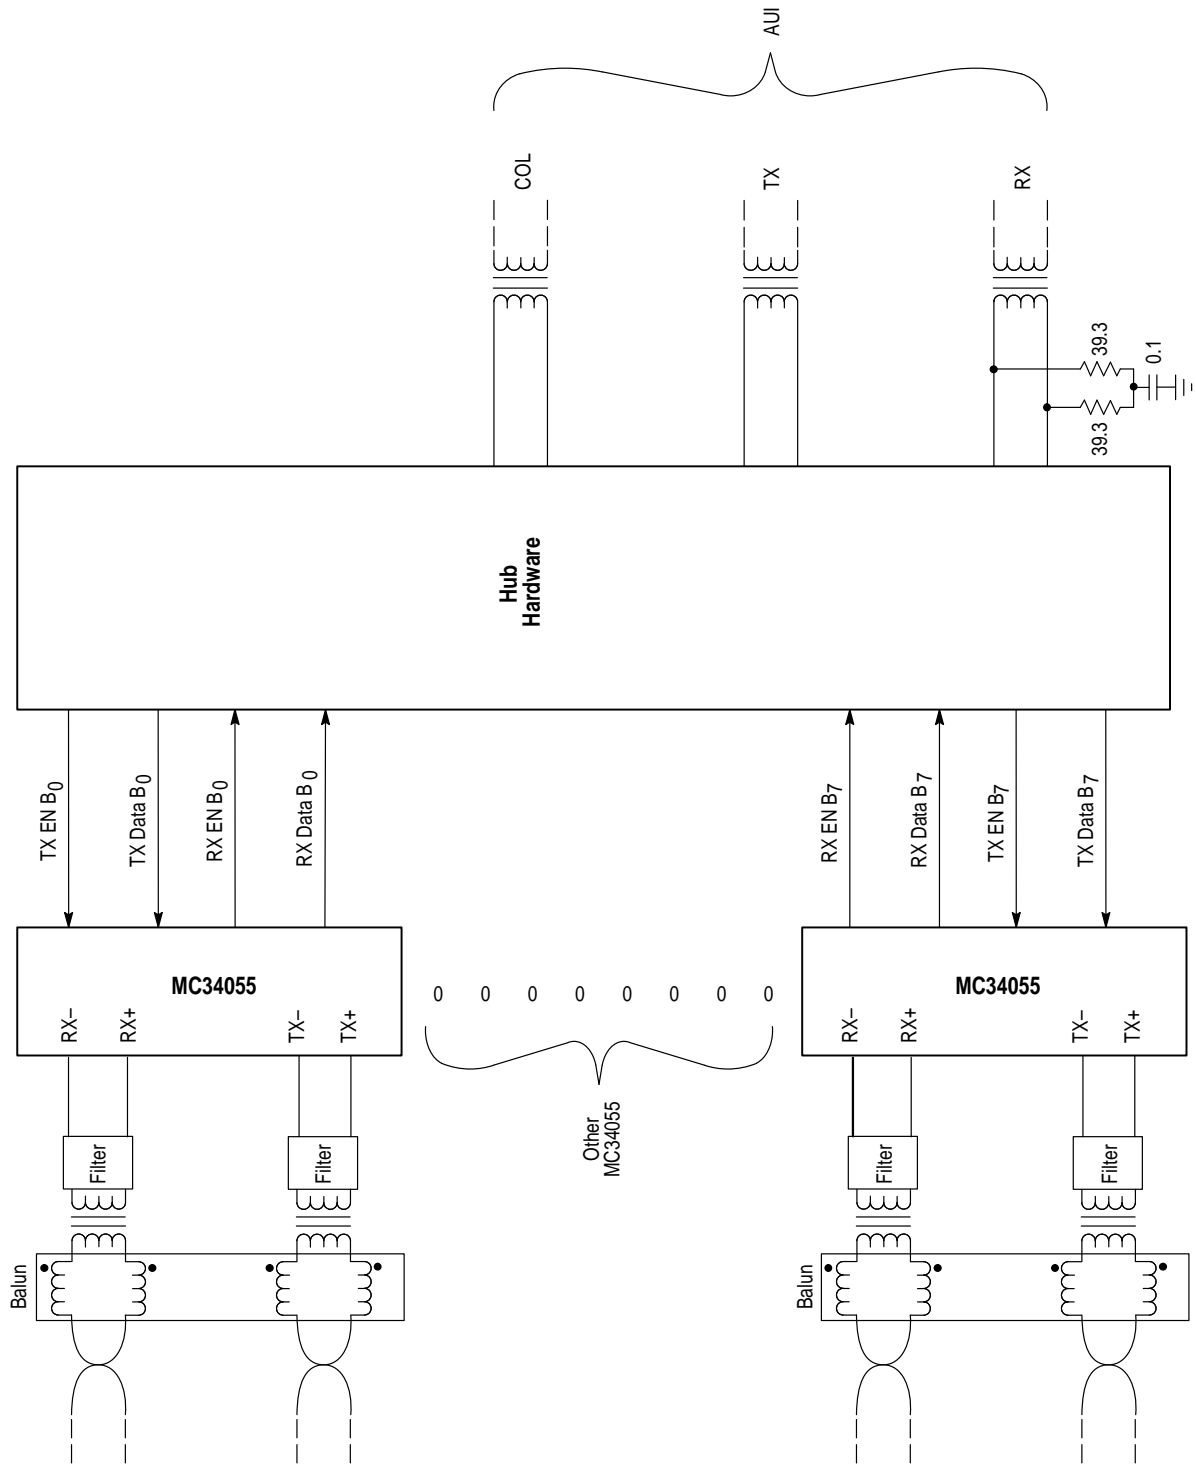 AUI
COL
TX
RX
39.3
39.3
0.1
Hub
Hardware
TX EN B0
TX Data B0
RX EN B0
RX Data B0
RX EN B7
RX Data B7
TX EN B7
TX Data B7
MC34055
RX–
RX+
TX–
TX+
0 0 0 0 0 0 0 0
MC34055
RX–
RX+
TX–
TX+
Other
MC34055
Filter
Filter
Filter
Filter
Balun
Balun